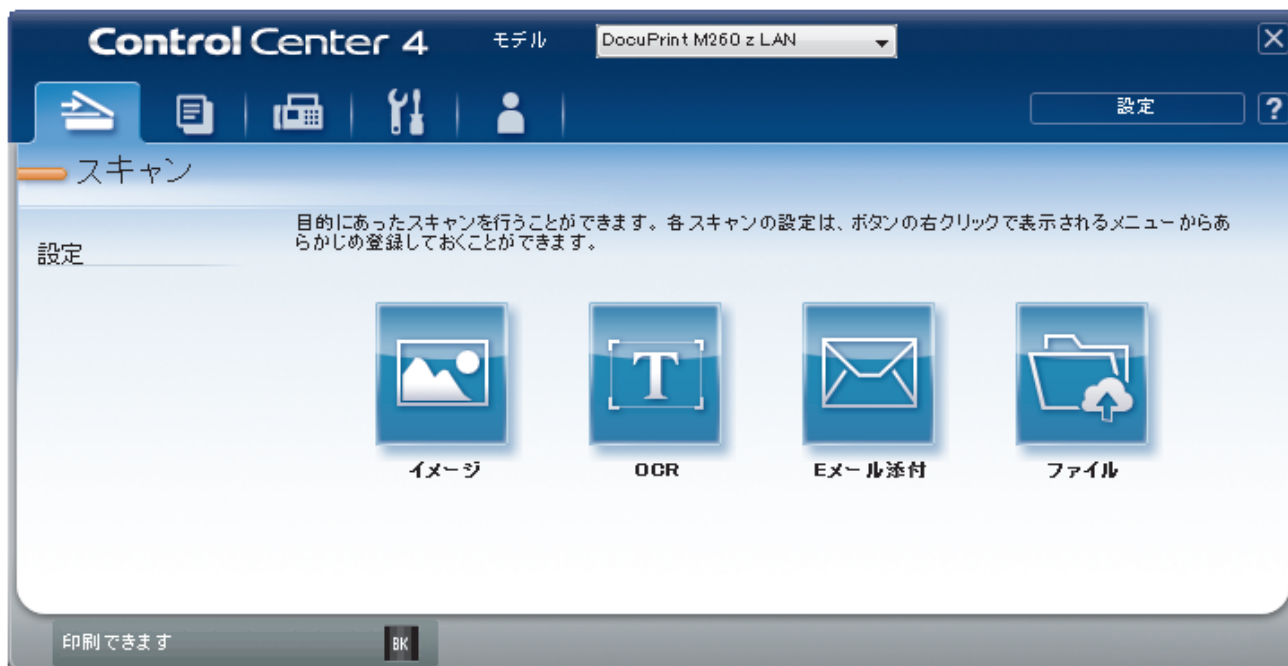 Control Center 4 モデル DocuPrint M260 z LAN
設定 ?
スキャン
目的にあったスキャンを行うことができます。各スキャンの設定は、ボタンの右クリックで表示されるメニューからあ
らかじめ登録しておくことができます。
設定
T
イメージ OCR Eメール添付 ファイル
印刷できます BK